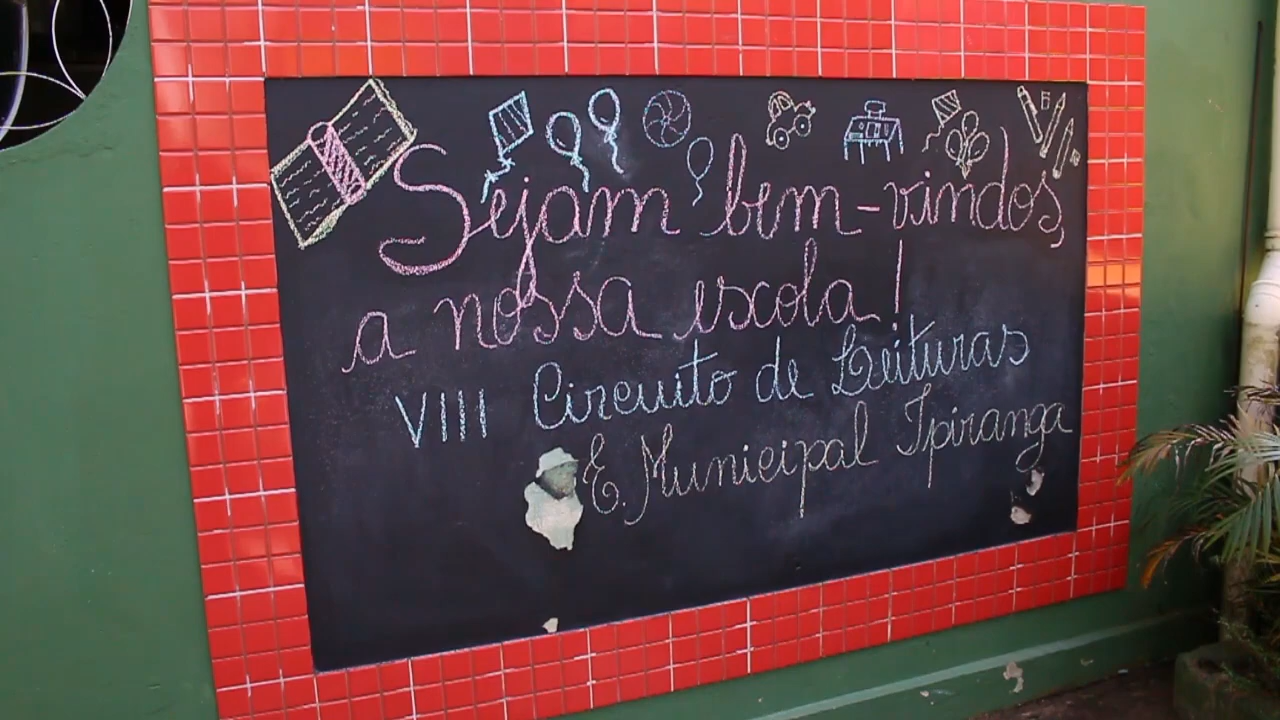 Sejam bem-vindos,
a nossa escola!
VIII Circuito de Leituras
E. Municipal Ipiranga